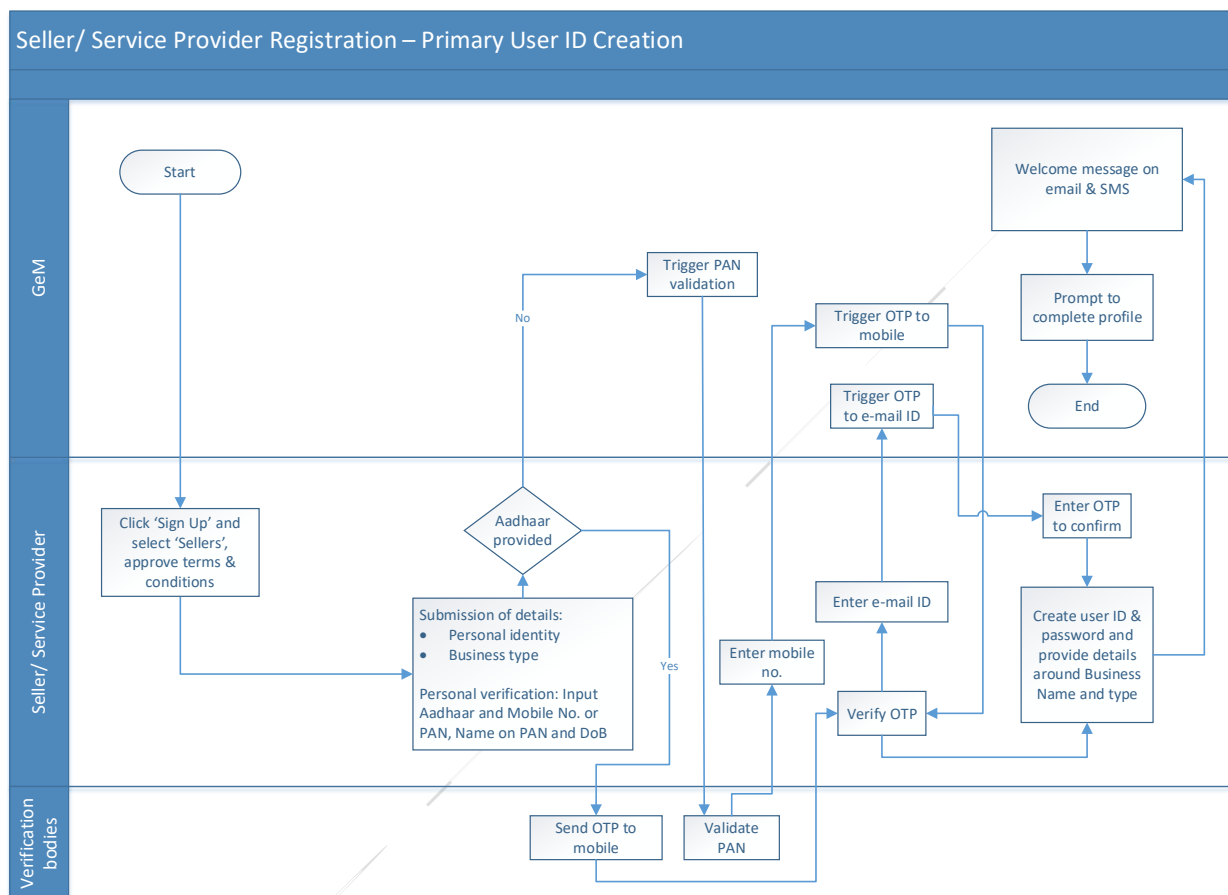 Seller/ Service Provider Registration – Primary User ID Creation
GeM
Start
Welcome message on
email & SMS
Trigger PAN
validation
No
Prompt to
complete profile
Trigger OTP to
mobile
Trigger OTP
to e-mail ID
End
Seller/ Service Provider
Click ‘Sign Up’ and
select ‘Sellers’,
approve terms &
conditions
Aadhaar
provided
Enter OTP
to confirm
Submission of details:
• Personal identity
• Business type
Personal verification: Input
Aadhaar and Mobile No. or
PAN, Name on PAN and DoB
Yes
Enter mobile
no.
Enter e-mail ID
Verify OTP
Create user ID &
password and
provide details
around Business
Name and type
Verification
bodies
Send OTP to
mobile
Validate
PAN